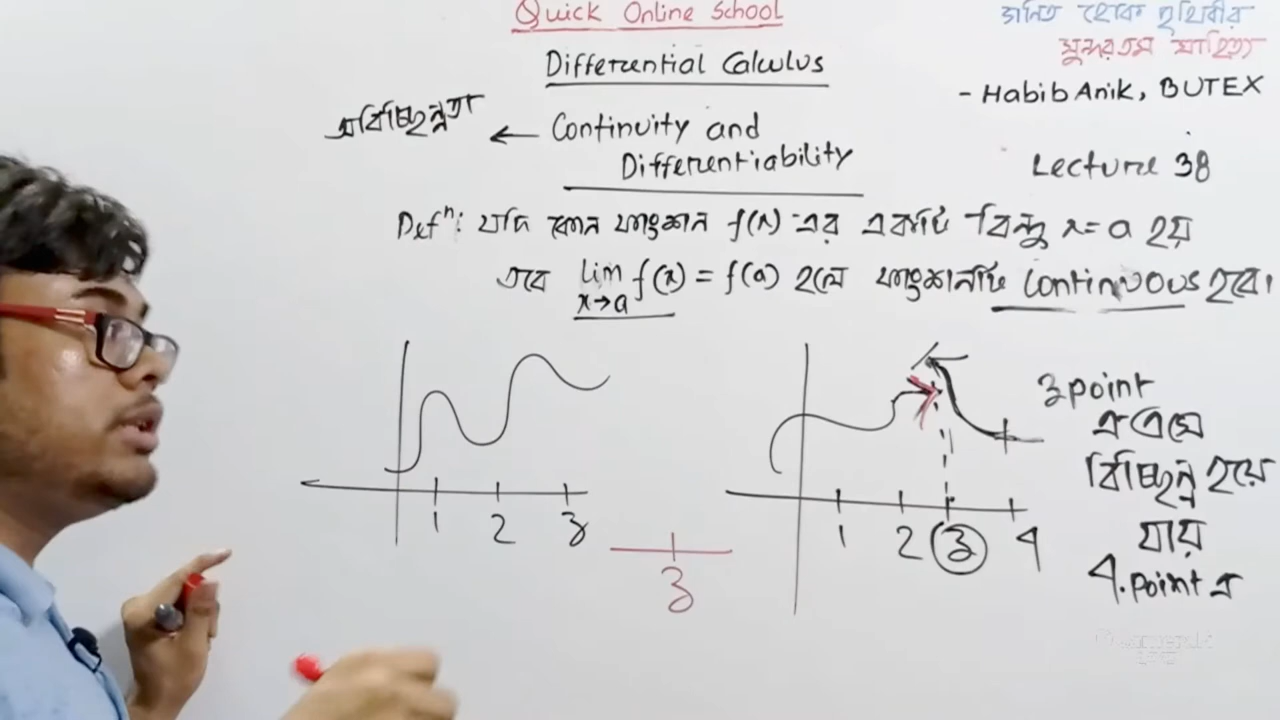 Quick Online School
গনিত হোক পৃথিবীর
সুন্দরতম সাহিত্য
Differential Calculus
- Habib Anik, BUTEX
অবিচ্ছিন্নতা ← Continuity and
Differentiability
Lecture 38
Defⁿ: যদি কোন ফাংশন f(x) এর একটি বিন্দু x = a হয়
তবে lim x→a f(x) = f(a) হলে ফাংশনটি continuous হবে।
1 2 3
3
1 2 3 4
3 point
এ এসে
বিচ্ছিন্ন হয়ে
যায়
4. point এ